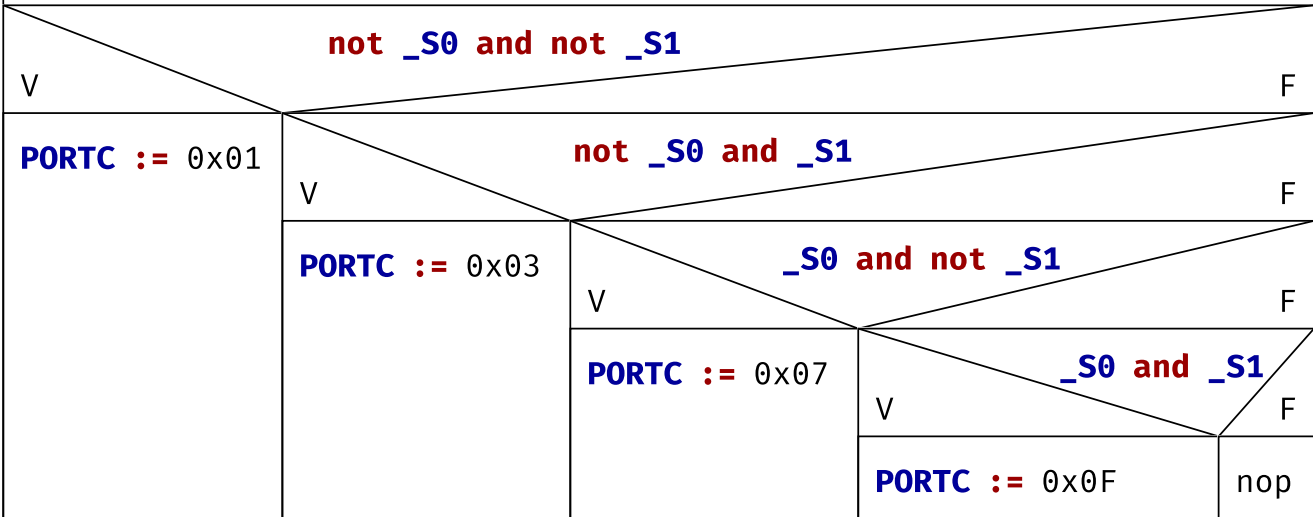 not _S0 and not _S1
V F
PORTC := 0x01
not _S0 and _S1
V F
PORTC := 0x03
_S0 and not _S1
V F
PORTC := 0x07
_S0 and _S1
V F
PORTC := 0x0F
nop